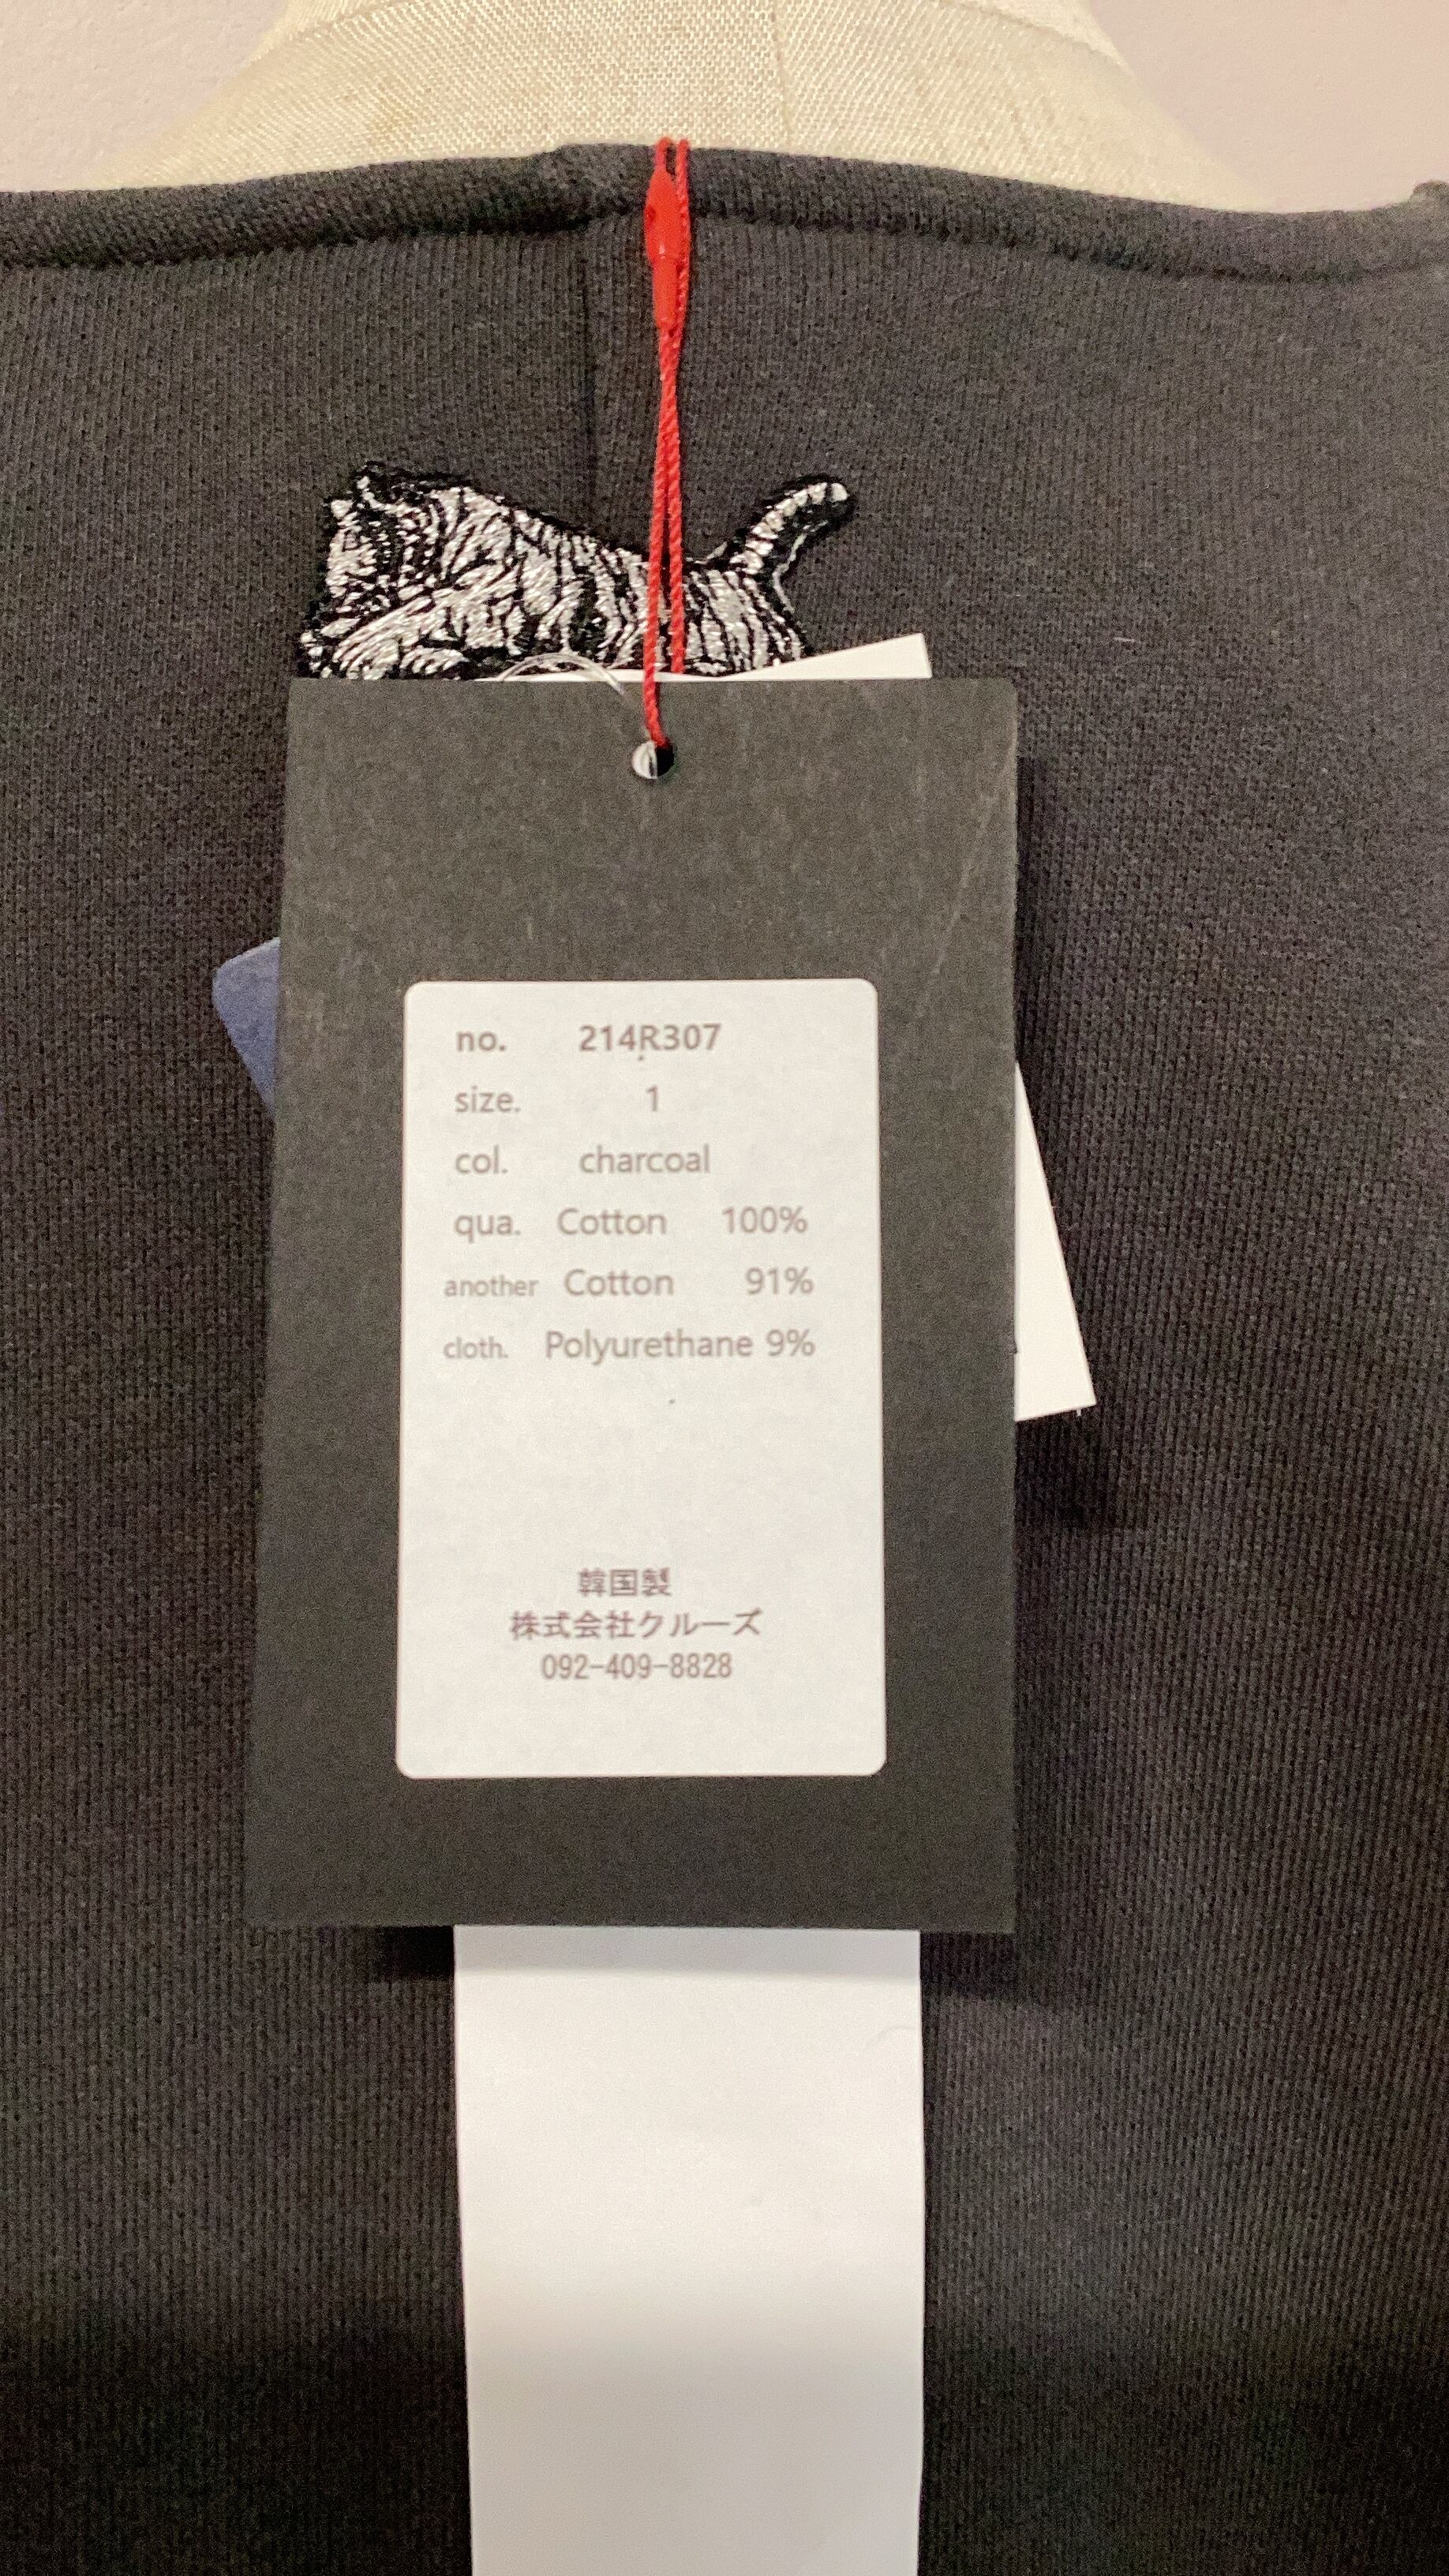 no. 214R307
size. 1
col. charcoal
qua. Cotton 100%
another Cotton 91%
cloth. Polyurethane 9%
韓国製
株式会社クルーズ
092-409-8828